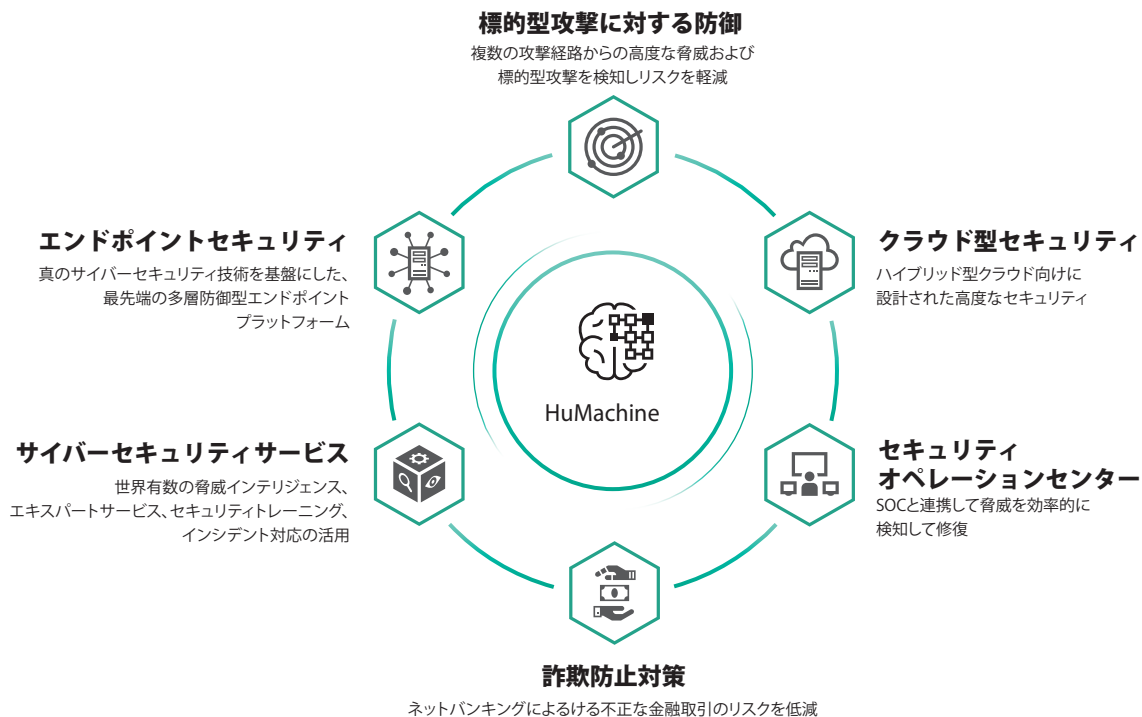 標的型攻撃に対する防御
複数の攻撃経路からの高度な脅威および
標的型攻撃を検知しリスクを軽減
エンドポイントセキュリティ
真のサイバーセキュリティ技術を基盤にした、
最先端の多層防御型エンドポイント
プラットフォーム
クラウド型セキュリティ
ハイブリッド型クラウド向けに
設計された高度なセキュリティ
HuMachine
サイバーセキュリティサービス
世界有数の脅威インテリジェンス、
エキスパートサービス、セキュリティトレーニング、
インシデント対応の活用
セキュリティ
オペレーションセンター
SOCと連携して脅威を効率的に
検知して修復
詐欺防止対策
ネットバンキングによるける不正な金融取引のリスクを低減